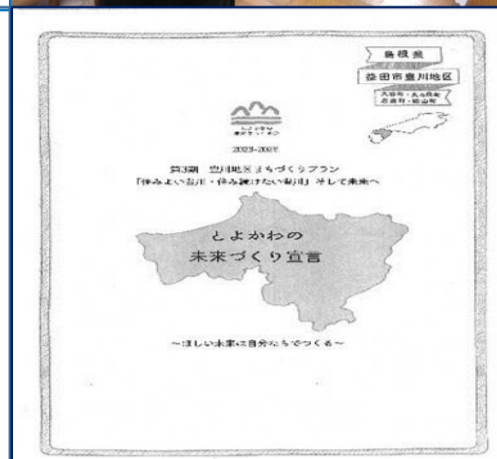 島根県
益田市豊川地区
2023-2027
第3期 豊川地区まちづくりプラン
「住みよい豊川・住み続けたい豊川」そして未来へ
とよかわの
未来づくり宣言
～ほしい未来は自分たちでつくる～